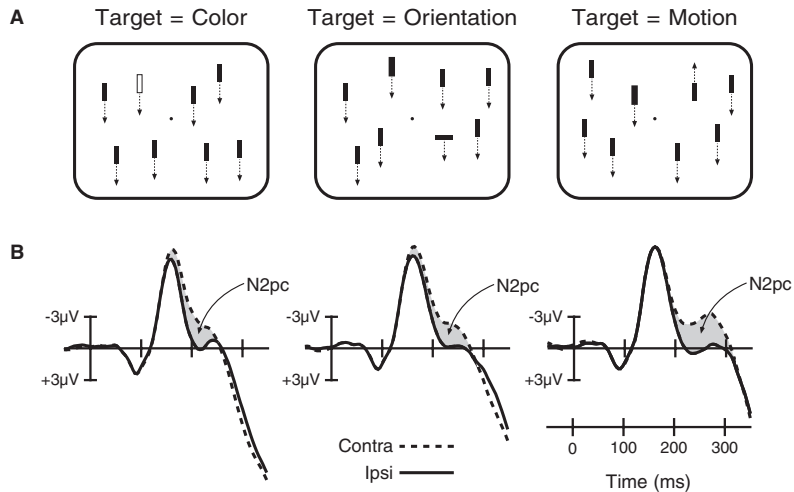 A
Target = Color
Target = Orientation
Target = Motion
B
N2pc
N2pc
N2pc
-3µV
-3µV
-3µV
+3µV
+3µV
+3µV
Contra
Ipsi
0 100 200 300
Time (ms)